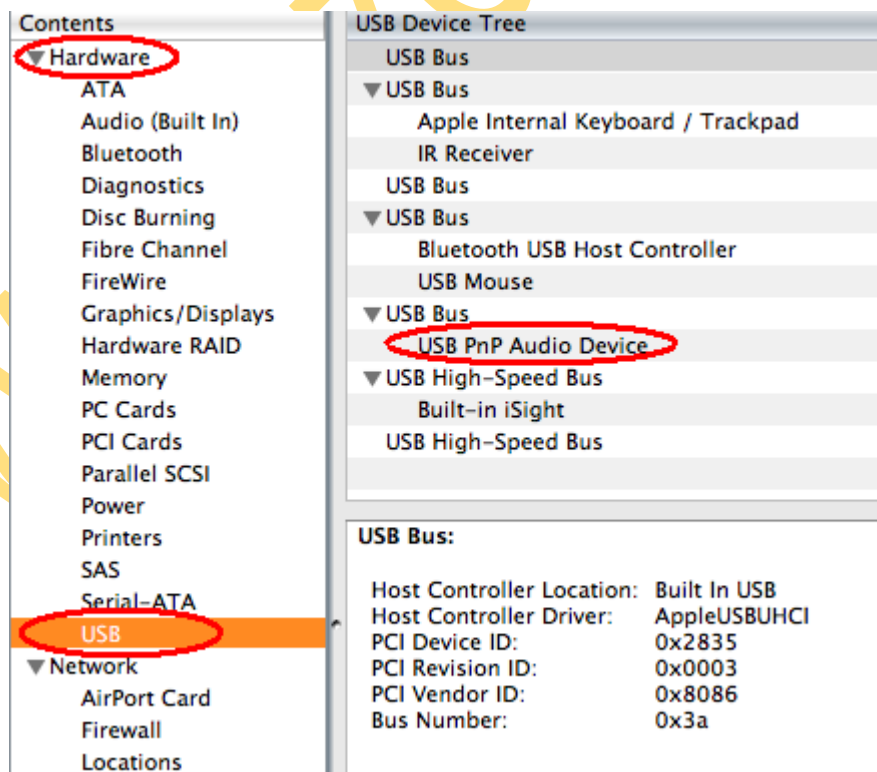 Contents
Hardware
ATA
Audio (Built In)
Bluetooth
Diagnostics
Disc Burning
Fibre Channel
FireWire
Graphics/Displays
Hardware RAID
Memory
PC Cards
PCI Cards
Parallel SCSI
Power
Printers
SAS
Serial-ATA
USB
Network
AirPort Card
Firewall
Locations
USB Device Tree
USB Bus
USB Bus
Apple Internal Keyboard / Trackpad
IR Receiver
USB Bus
USB Bus
Bluetooth USB Host Controller
USB Mouse
USB Bus
USB PnP Audio Device
USB High-Speed Bus
Built-in iSight
USB High-Speed Bus
USB Bus:
Host Controller Location: Built In USB
Host Controller Driver: AppleUSBUHCI
PCI Device ID: 0x2835
PCI Revision ID: 0x0003
PCI Vendor ID: 0x8086
Bus Number: 0x3a